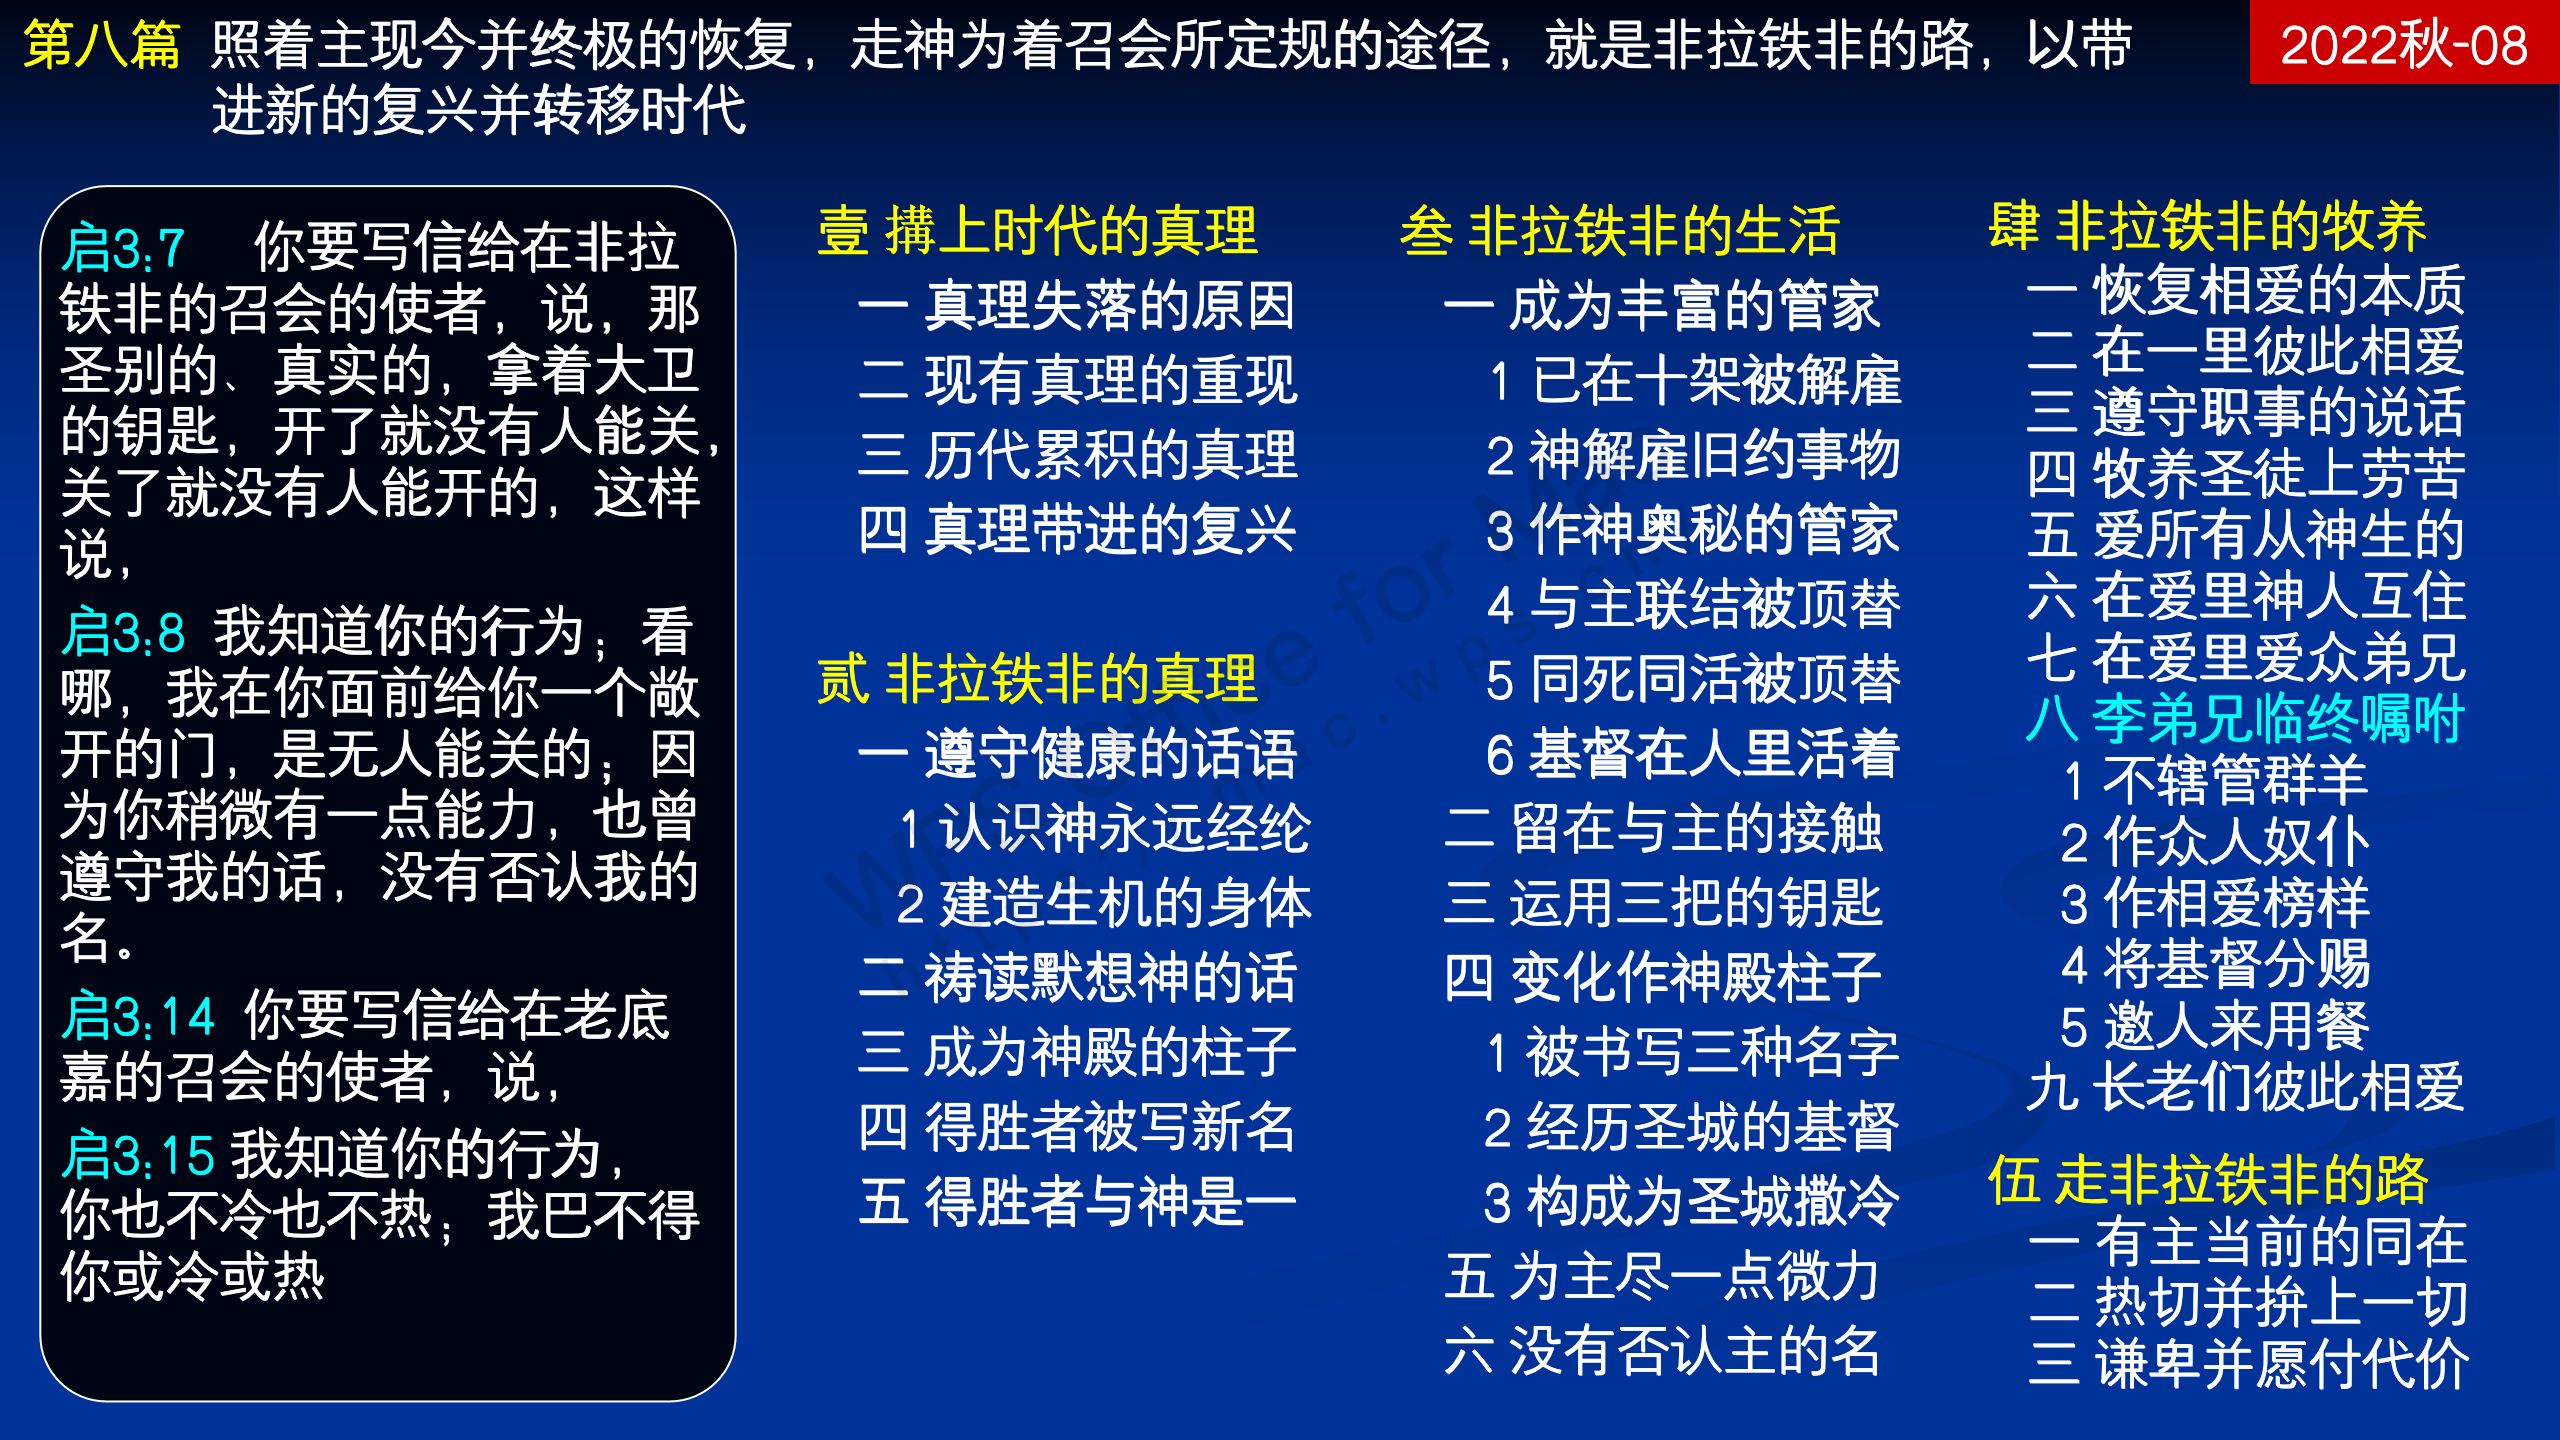 第八篇 照着主现今并终极的恢复，走神为着召会所定规的途径，就是非拉铁非的路，以带
进新的复兴并转移时代
2022秋-08
启3:7 你要写信给在非拉
铁非的召会的使者，说，那
圣别的、真实的，拿着大卫
的钥匙，开了就没有人能关，
关了就没有人能开的，这样
说，
启3:8 我知道你的行为；看
哪，我在你面前给你一个敞
开的门，是无人能关的；因
为你稍微有一点能力，也曾
遵守我的话，没有否认我的
名。
启3:14 你要写信给在老底
嘉的召会的使者，说，
启3:15 我知道你的行为，
你也不冷也不热；我巴不得
你或冷或热
壹 搆上时代的真理
一 真理失落的原因
二 现有真理的重现
三 历代累积的真理
四 真理带进的复兴
贰 非拉铁非的真理
一 遵守健康的话语
1 认识神永远经纶
2 建造生机的身体
二 祷读默想神的话
三 成为神殿的柱子
四 得胜者被写新名
五 得胜者与神是一
叁 非拉铁非的生活
一 成为丰富的管家
1 已在十架被解雇
2 神解雇旧约事物
3 作神奥秘的管家
4 与主联结被顶替
5 同死同活被顶替
6 基督在人里活着
二 留在与主的接触
三 运用三把的钥匙
四 变化作神殿柱子
1 被书写三种名字
2 经历圣城的基督
3 构成为圣城撒冷
五 为主尽一点微力
六 没有否认主的名
肆 非拉铁非的牧养
一 恢复相爱的本质
二 在一里彼此相爱
三 遵守职事的说话
四 牧养圣徒上劳苦
五 爱所有从神生的
六 在爱里神人互住
七 在爱里爱众弟兄
八 李弟兄临终嘱咐
1 不辖管群羊
2 作众人奴仆
3 作相爱榜样
4 将基督分赐
5 邀人来用餐
九 长老们彼此相爱
伍 走非拉铁非的路
一 有主当前的同在
二 热切并拚上一切
三 谦卑并愿付代价
WPS Office for Mac